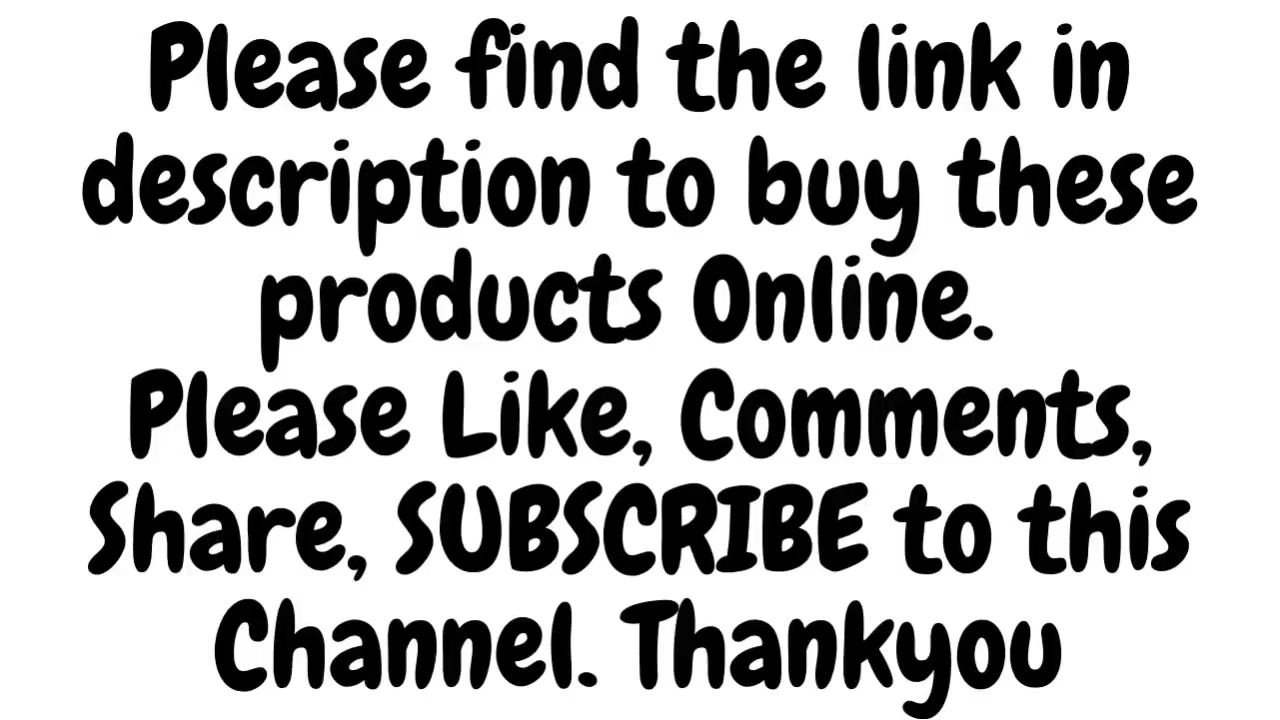 Please find the link in
description to buy these
products Online.
Please Like, Comments,
Share, SUBSCRIBE to this
Channel. Thankyou